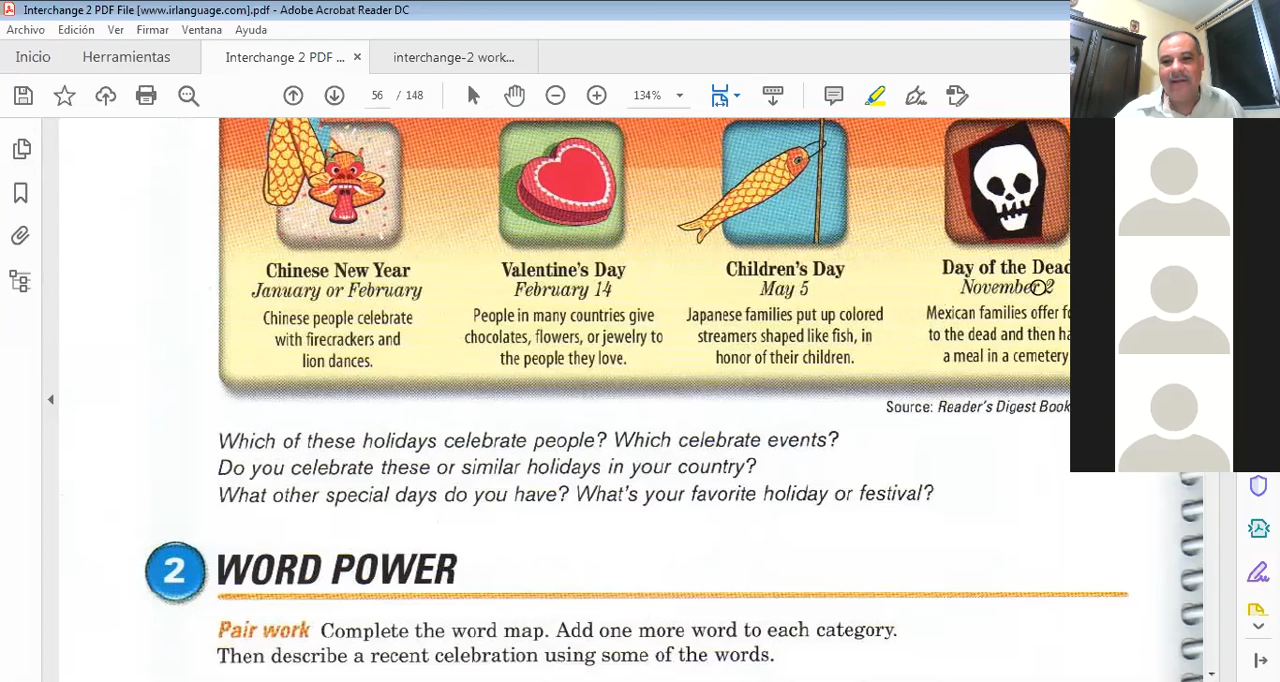 Interchange 2 PDF File [www.irlanguage.com].pdf - Adobe Acrobat Reader DC
Archivo Edición Ver Firmar Ventana Ayuda
Inicio Herramientas Interchange 2 PDF ... × interchange-2 work...
56 / 148 134%
Chinese New Year
January or February
Chinese people celebrate
with firecrackers and
lion dances.
Valentine's Day
February 14
People in many countries give
chocolates, flowers, or jewelry to
the people they love.
Children's Day
May 5
Japanese families put up colored
streamers shaped like fish, in
honor of their children.
Day of the Dead
November 2
Mexican families offer fo
to the dead and then ha
a meal in a cemetery
Source: Reader's Digest Book
Which of these holidays celebrate people? Which celebrate events?
Do you celebrate these or similar holidays in your country?
What other special days do you have? What's your favorite holiday or festival?
2 WORD POWER
Pair work Complete the word map. Add one more word to each category.
Then describe a recent celebration using some of the words.